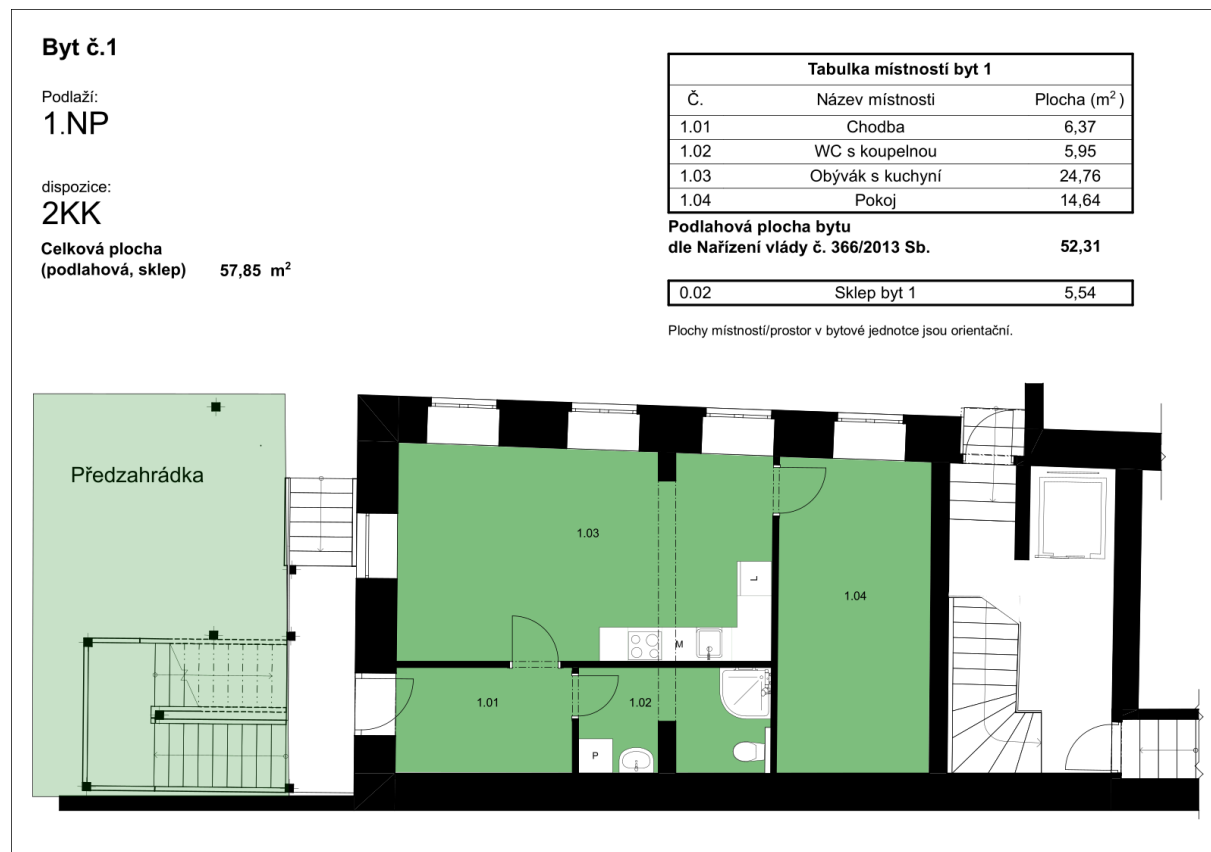 Byt č.1
Podlaží:
1.NP
dispozice:
2KK
Celková plocha
(podlahová, sklep) 57,85 m²
Tabulka místností byt 1
Č. Název místnosti Plocha (m²)
1.01 Chodba 6,37
1.02 WC s koupelnou 5,95
1.03 Obývák s kuchyní 24,76
1.04 Pokoj 14,64
Podlahová plocha bytu
dle Nařízení vlády č. 366/2013 Sb. 52,31
0.02 Sklep byt 1 5,54
Plochy místností/prostor v bytové jednotce jsou orientační.
Předzahrádka
1.03
L
1.04
M
1.01
1.02
P